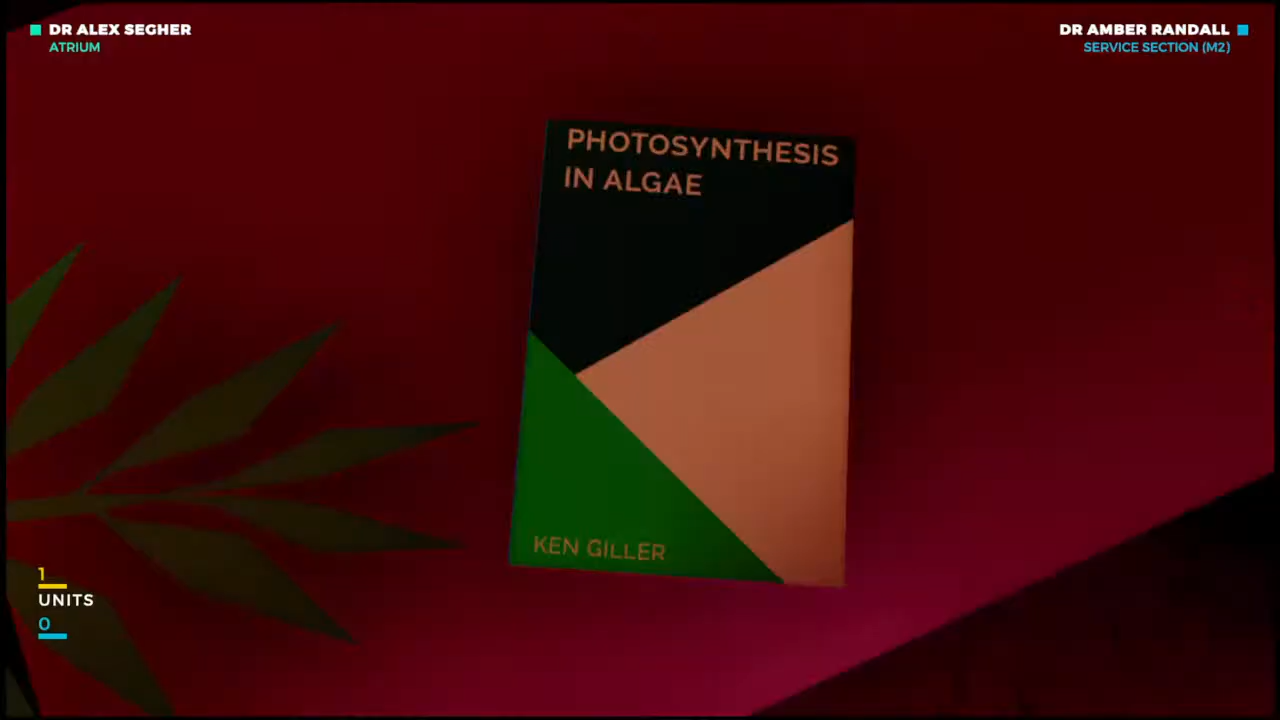 DR ALEX SEGHER
ATRIUM
DR AMBER RANDALL
SERVICE SECTION (M2)
PHOTOSYNTHESIS
IN ALGAE
KEN GILLER
1
UNITS
0